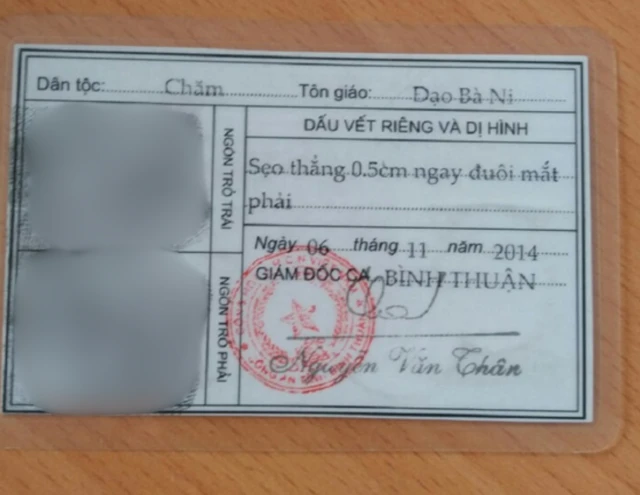 Dân tộc: Chăm Tôn giáo: Đạo Bà Ni
NGÓN TRỎ TRÁI
DẤU VẾT RIÊNG VÀ DỊ HÌNH
Sẹo thẳng 0.5cm ngay đuôi mắt
phải
NGÓN TRỎ PHẢI
Ngày 06 tháng 11 năm 2014
GIÁM ĐỐC CA BÌNH THUẬN
Nguyễn Văn Thân